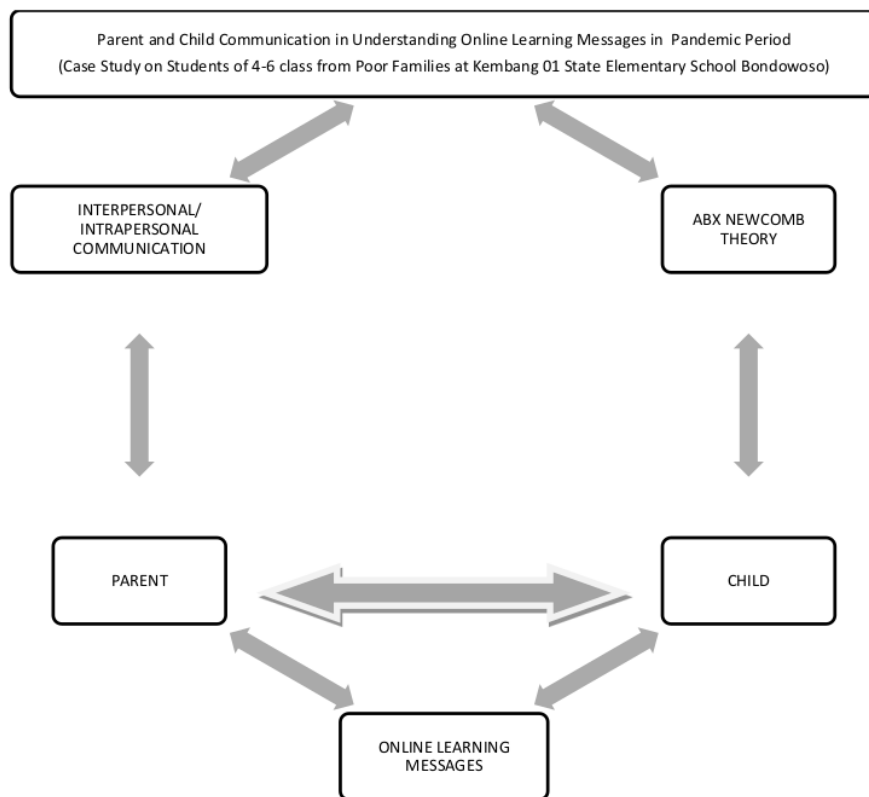 Parent and Child Communication in Understanding Online Learning Messages in Pandemic Period
(Case Study on Students of 4-6 class from Poor Families at Kembang 01 State Elementary School Bondowoso)
INTERPERSONAL/
INTRAPERSONAL
COMMUNICATION
ABX NEWCOMB
THEORY
PARENT
CHILD
ONLINE LEARNING
MESSAGES